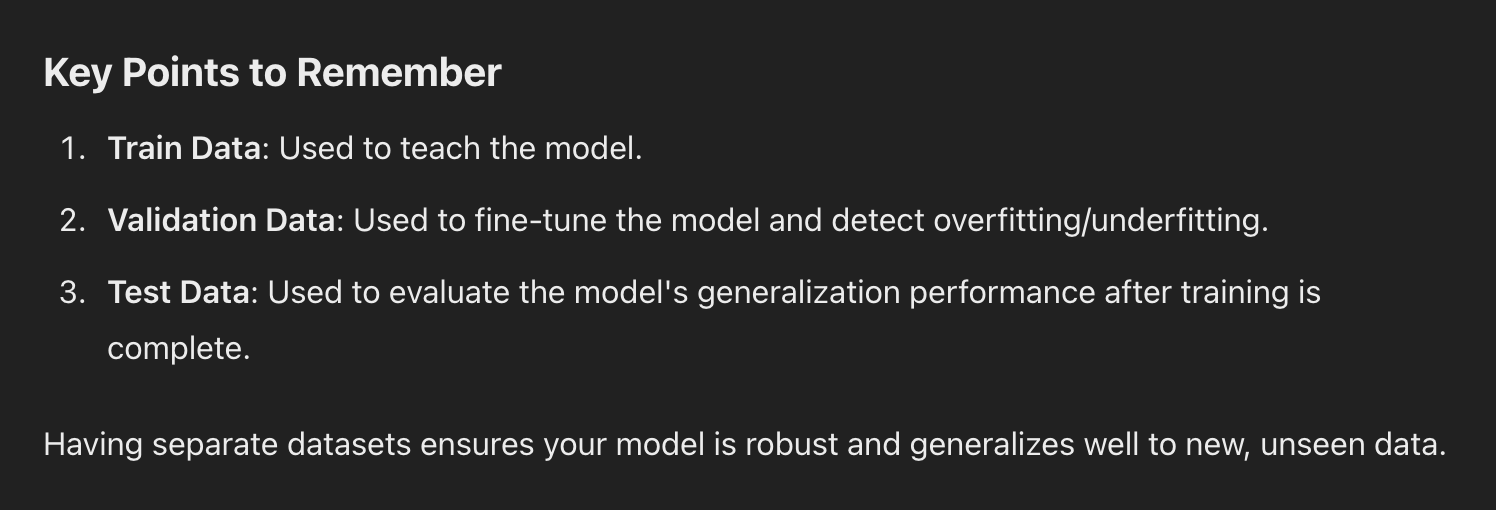 Key Points to Remember
1. Train Data: Used to teach the model.
2. Validation Data: Used to fine-tune the model and detect overfitting/underfitting.
3. Test Data: Used to evaluate the model's generalization performance after training is
complete.
Having separate datasets ensures your model is robust and generalizes well to new, unseen data.